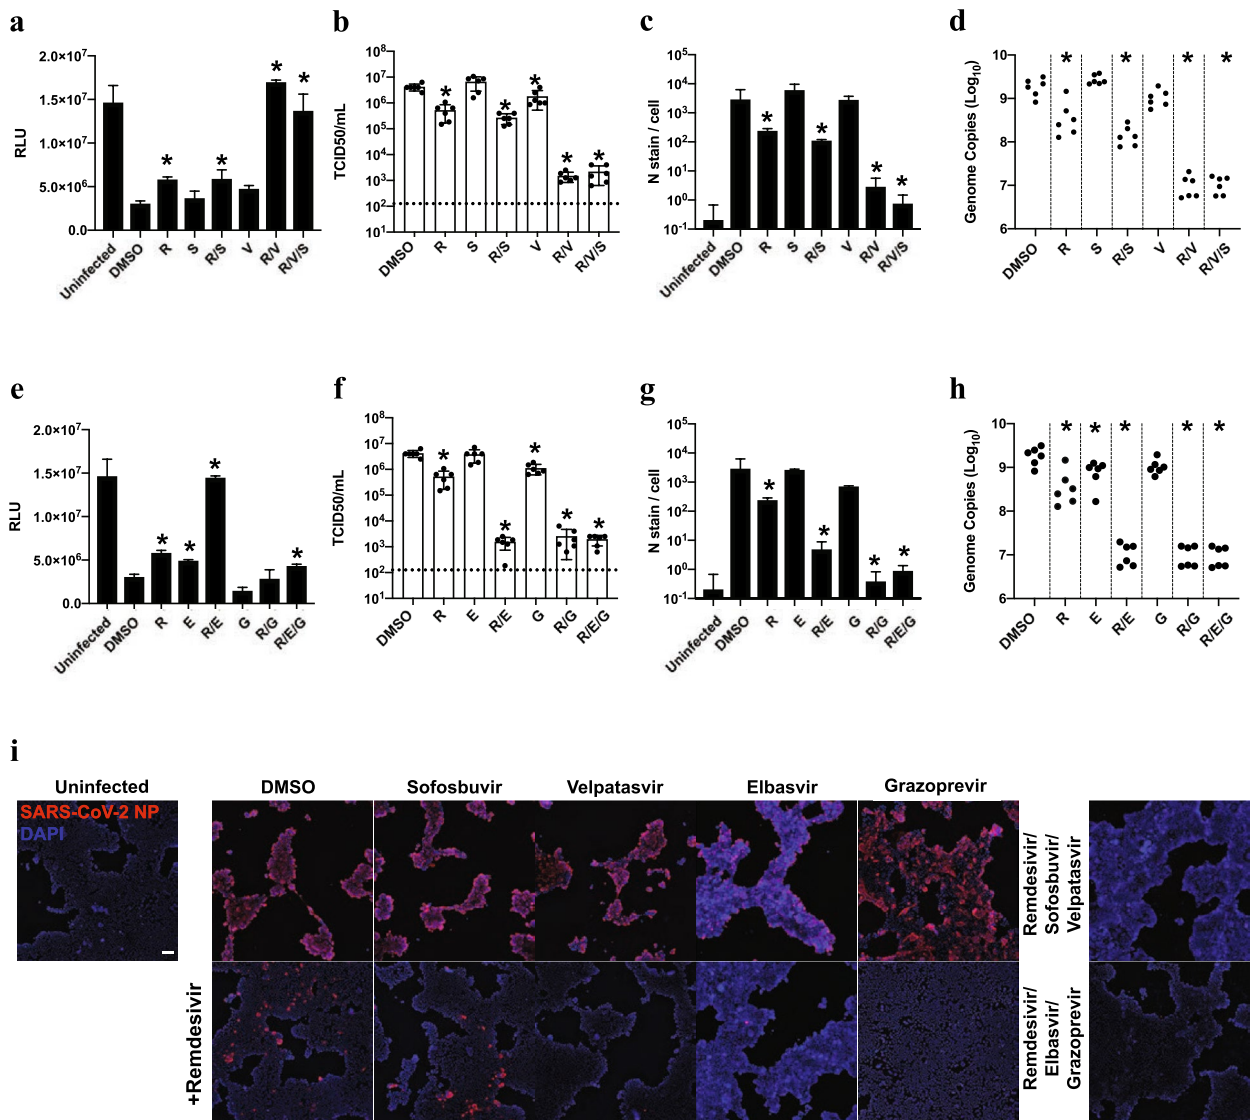 a
RLU
2.0×10⁷
1.5×10⁷
1.0×10⁷
5.0×10⁶
0.0
* * * *
Uninfected DMSO R S R/S V R/V R/V/S
b
TCID50/mL
10⁸
10⁷
10⁶
10⁵
10⁴
10³
10²
10¹
* * * * *
DMSO R S R/S V R/V R/V/S
c
N stain / cell
10⁵
10⁴
10³
10²
10¹
10⁰
10⁻¹
* * * *
Uninfected DMSO R S R/S V R/V R/V/S
d
Genome Copies (Log₁₀)
10
9
8
7
6
* * * *
DMSO R S R/S V R/V R/V/S
e
RLU
2.0×10⁷
1.5×10⁷
1.0×10⁷
5.0×10⁶
0.0
* * * *
Uninfected DMSO R E R/E G R/G R/E/G
f
TCID50/mL
10⁸
10⁷
10⁶
10⁵
10⁴
10³
10²
10¹
* * * * *
DMSO R E R/E G R/G R/E/G
g
N stain / cell
10⁵
10⁴
10³
10²
10¹
10⁰
10⁻¹
* * * *
Uninfected DMSO R E R/E G R/G R/E/G
h
Genome Copies (Log₁₀)
10
9
8
7
6
* * * * *
DMSO R E R/E G R/G R/E/G
i
Uninfected DMSO Sofosbuvir Velpatasvir Elbasvir Grazoprevir
SARS-CoV-2 NP
DAPI
Remdesivir/
Sofosbuvir/
Velpatasvir
+Remdesivir
Remdesivir/
Elbasvir/
Grazoprevir